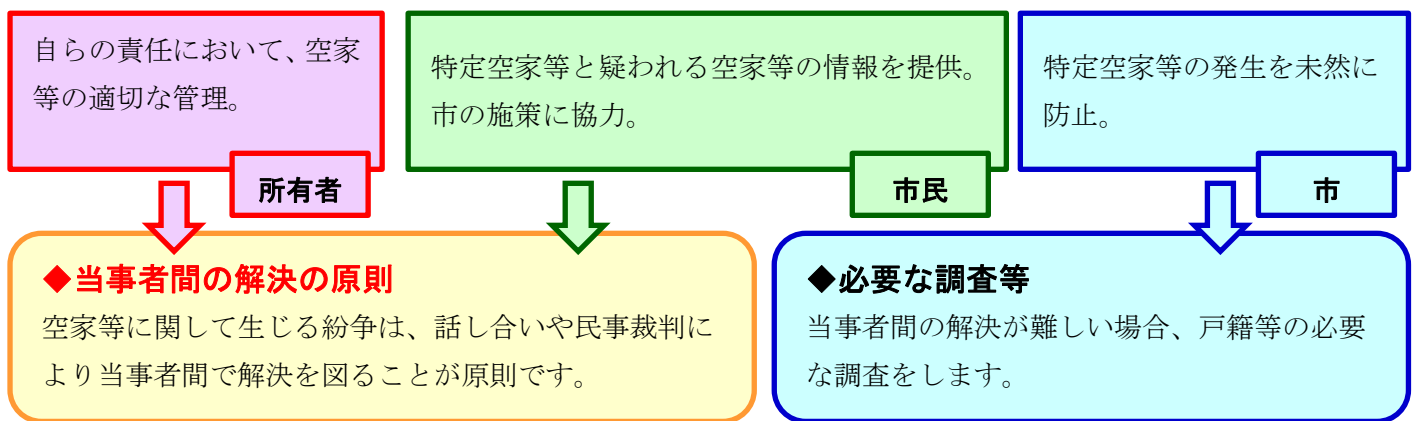 自らの責任において、空家
等の適切な管理。
所有者
特定空家等と疑われる空家等の情報を提供。
市の施策に協力。
市民
特定空家等の発生を未然に
防止。
市
◆当事者間の解決の原則
空家等に関して生じる紛争は、話し合いや民事裁判に
より当事者間で解決を図ることが原則です。
◆必要な調査等
当事者間の解決が難しい場合、戸籍等の必要
な調査をします。